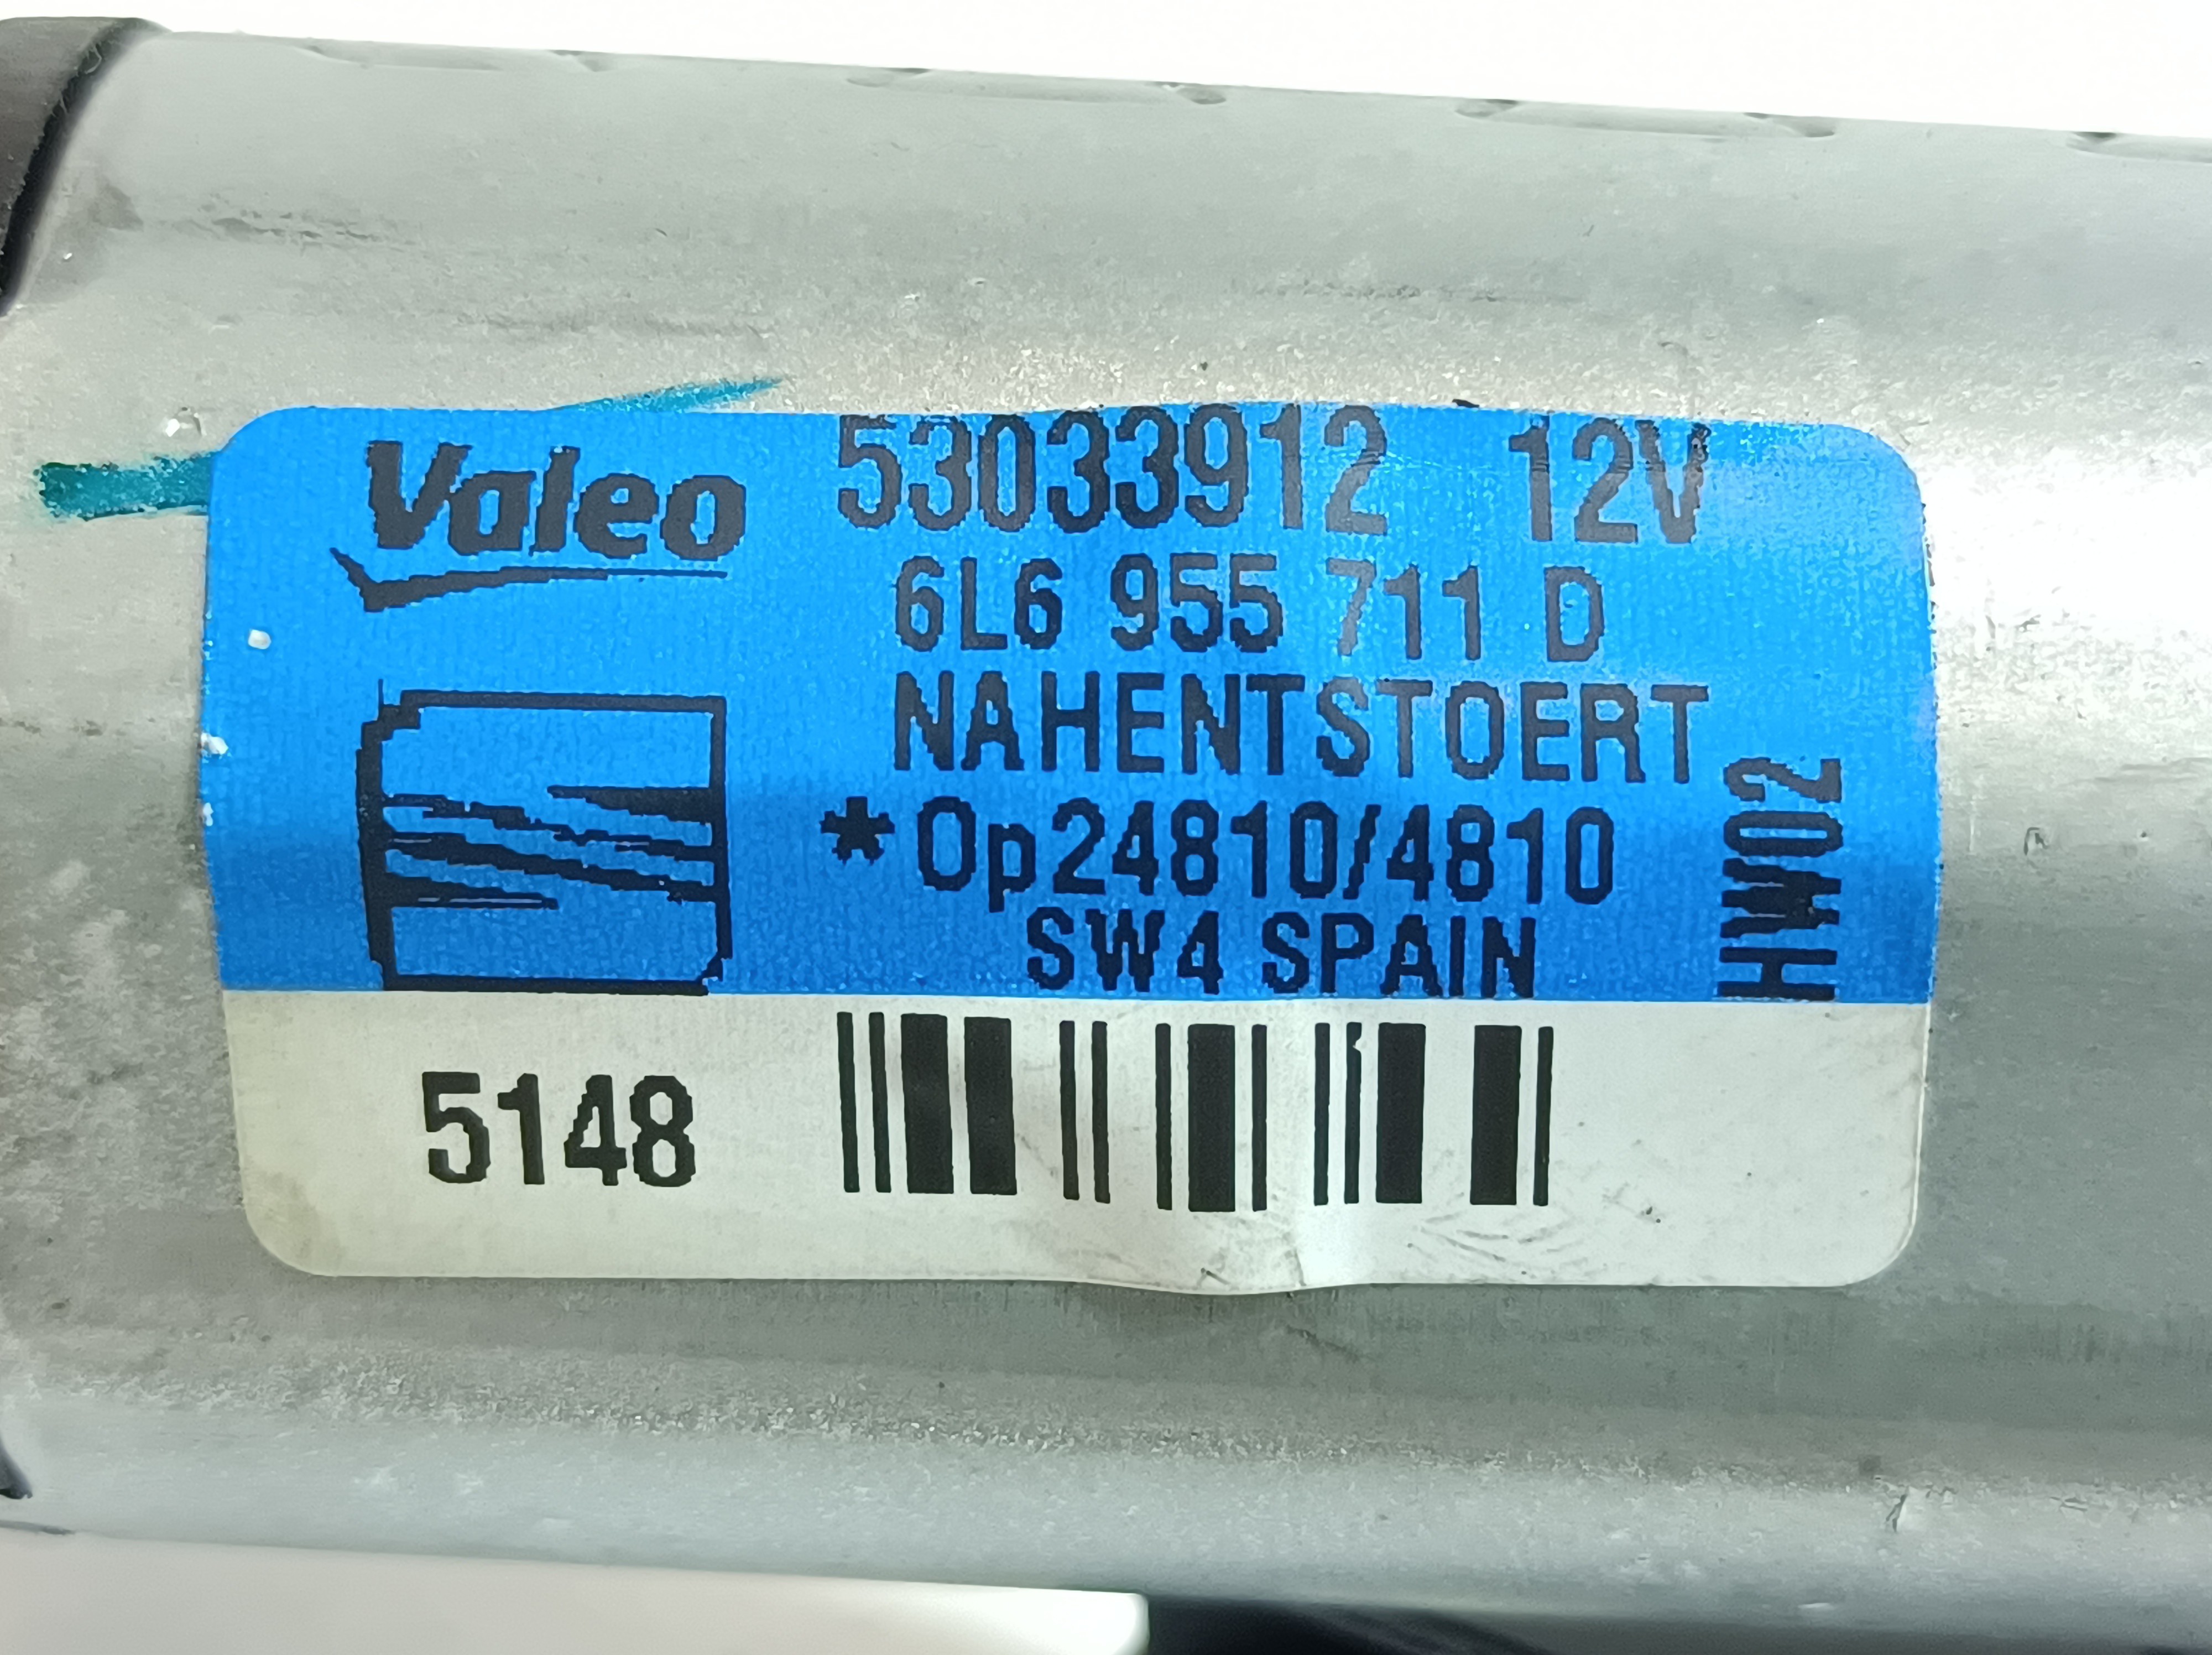 Valeo
53033912 12V
6L6 955 711 D
NAHENTSTOERT
*Op24810/4810
SW4 SPAIN
HW02
5148